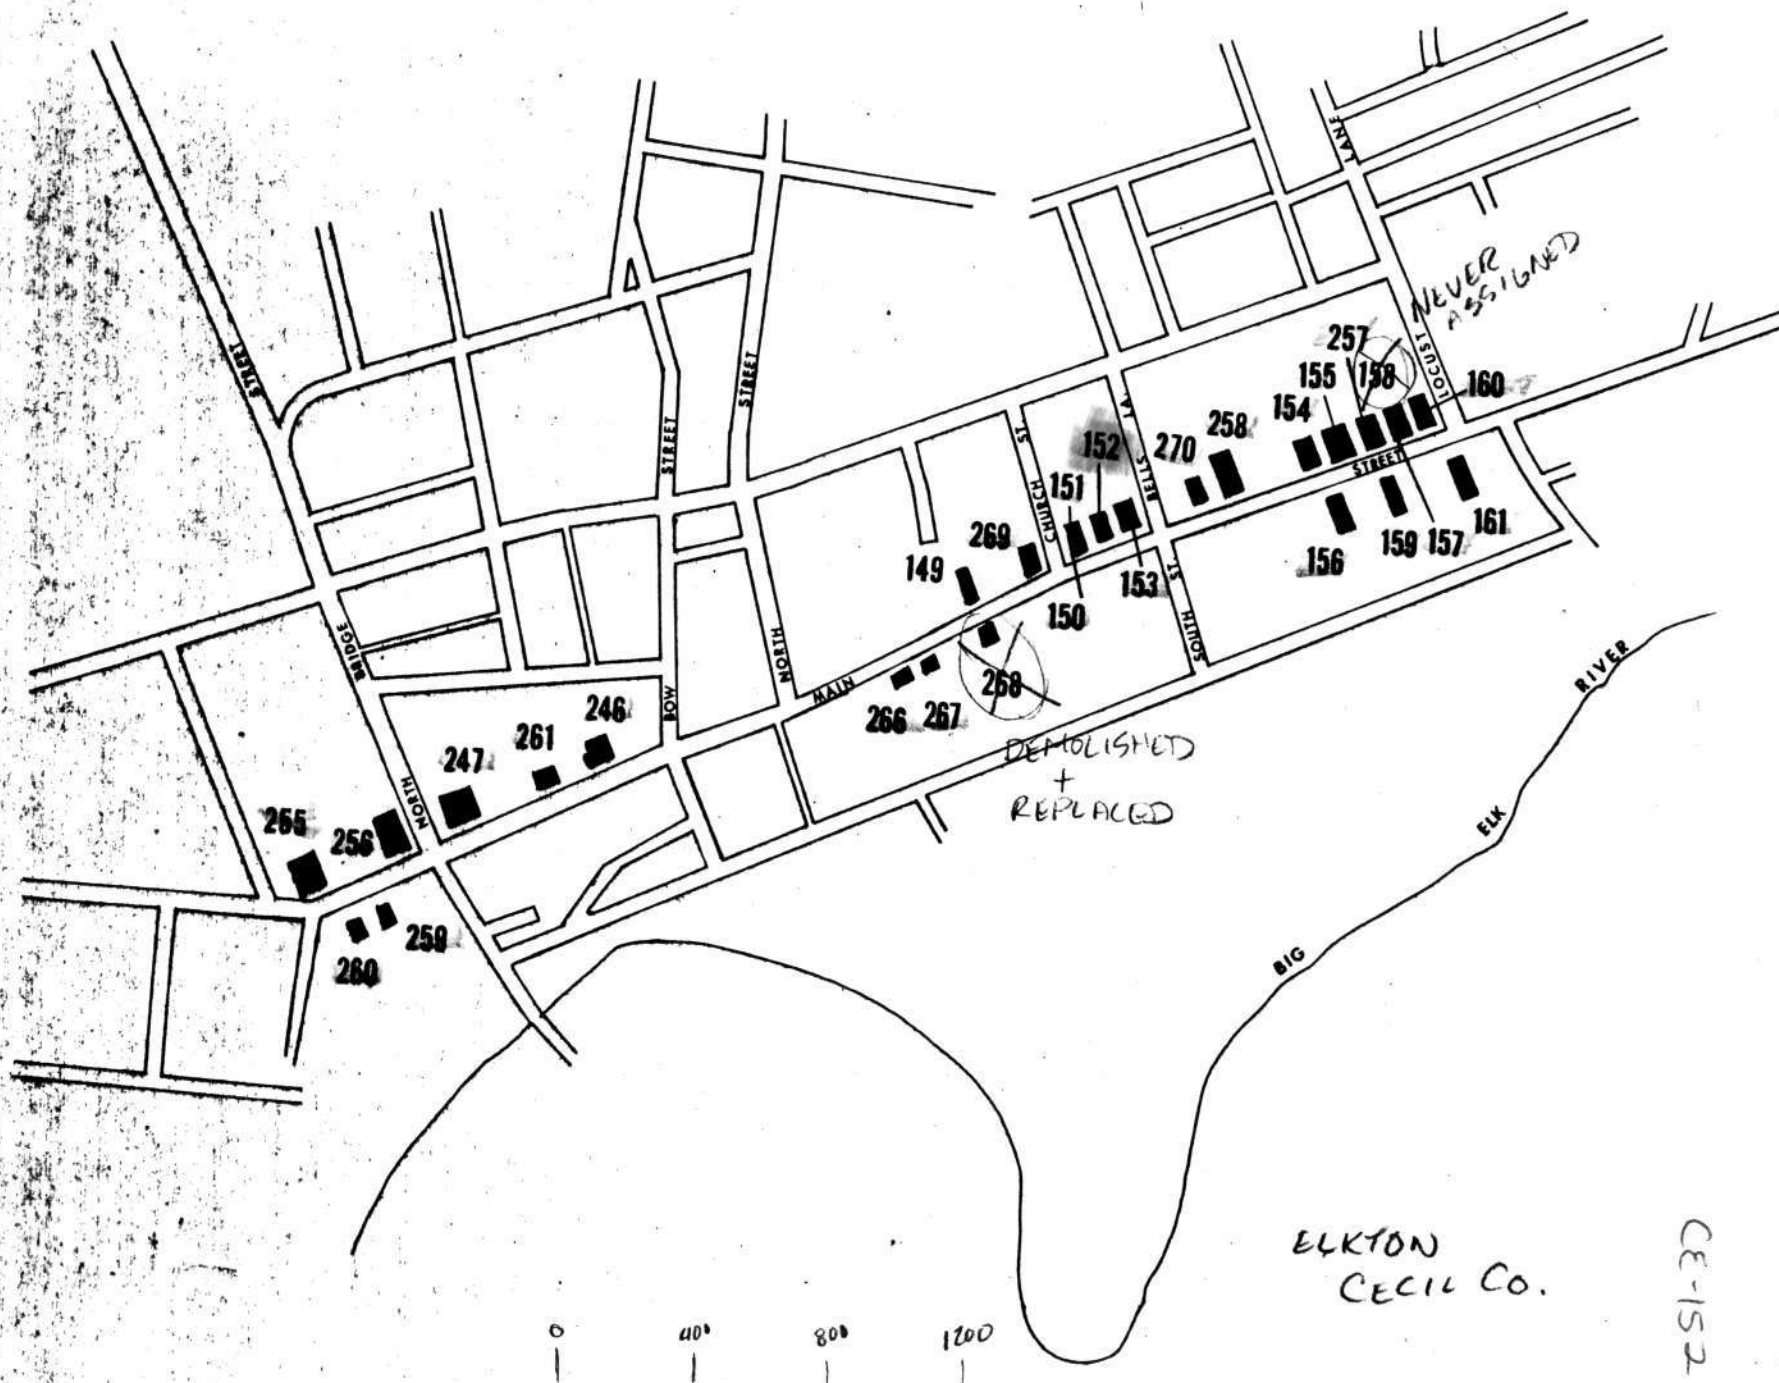 LANE
NEVER
ASSIGNED
257
STREET
STREET
155
158
LOCUST
160
154
258
LA.
STREET
ST.
152
270
STREET
151
BELLS
CHURCH
269
161
149
156
159
157
153
150
ST.
BRIDGE
NORTH
SOUTH
RIVER
MAIN
268
BOW
246
266
267
261
247
DEMOLISHED
+
REPLACED
NORTH
265
256
ELK
259
BIG
260
ELKTON
CECIL CO.
CE-152
0
400
800
1200